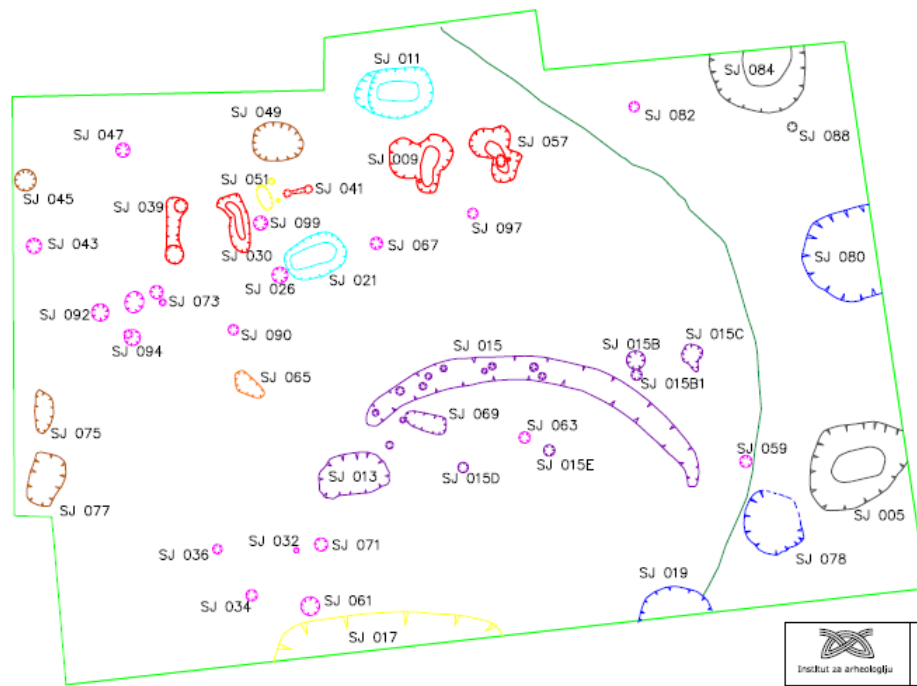 SJ 011
SJ 084
SJ 049
SJ 082
SJ 047
SJ 088
SJ 057
SJ 009
SJ 051
SJ 041
SJ 045
SJ 039
SJ 099
SJ 097
SJ 043
SJ 067
SJ 030
SJ 080
SJ 026
SJ 021
SJ 073
SJ 092
SJ 090
SJ 094
SJ 015
SJ 015B
SJ 015C
SJ 065
SJ 015B1
SJ 075
SJ 069
SJ 063
SJ 059
SJ 013
SJ 015D
SJ 015E
SJ 077
SJ 005
SJ 032
SJ 036
SJ 071
SJ 078
SJ 019
SJ 034
SJ 061
SJ 017
Institut za arheologiju